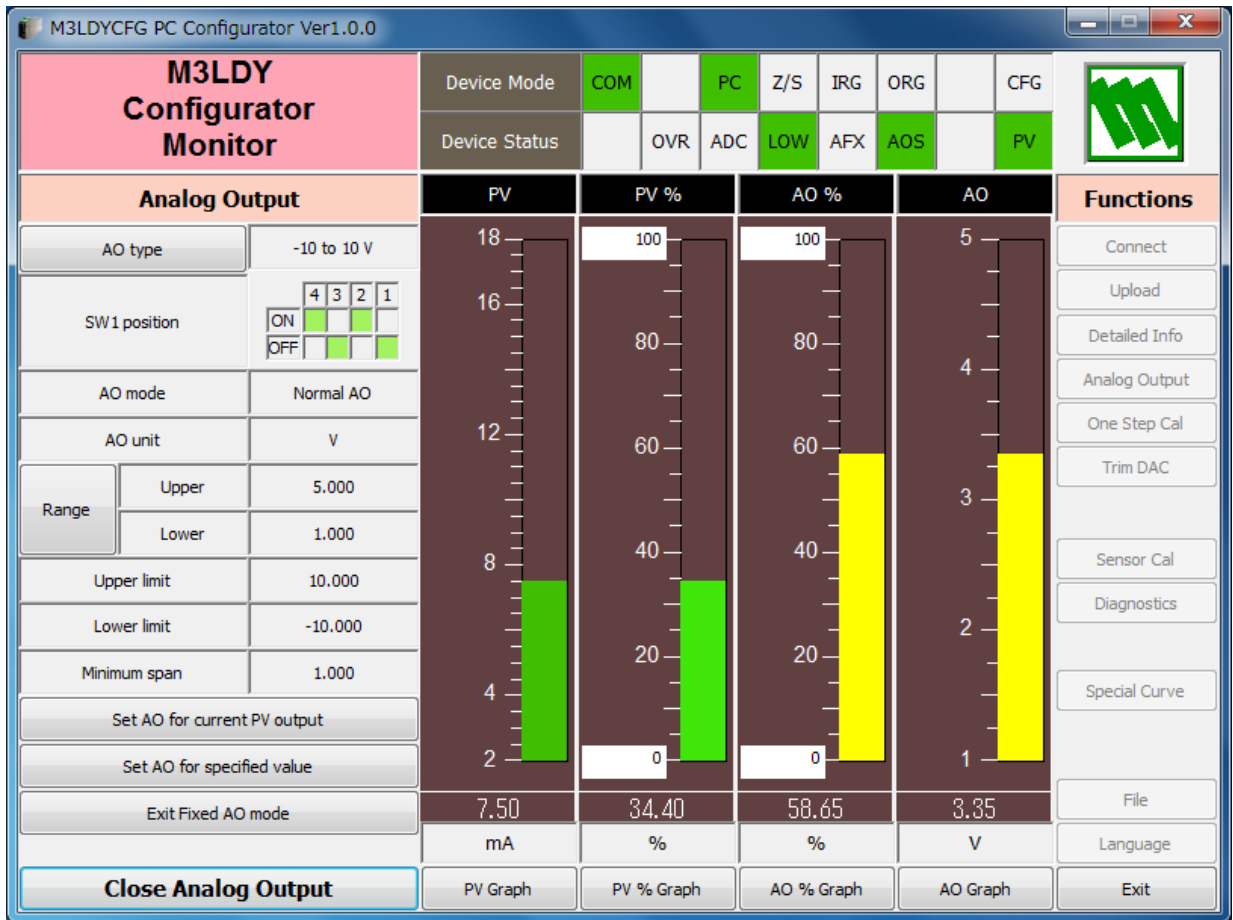 M3LDYCFG PC Configurator Ver1.0.0
M3LDY
Configurator
Monitor
Device Mode
COM
PC
Z/S
IRG
ORG
CFG
Device Status
OVR
ADC
LOW
AFX
AOS
PV
Analog Output
AO type
-10 to 10 V
SW1 position
4 3 2 1
ON
OFF
AO mode
Normal AO
AO unit
V
Range
Upper
5.000
Lower
1.000
Upper limit
10.000
Lower limit
-10.000
Minimum span
1.000
Set AO for current PV output
Set AO for specified value
Exit Fixed AO mode
Close Analog Output
PV
18
16
12
8
4
2
7.50
mA
PV Graph
PV %
100
80
60
40
20
0
34.40
%
PV % Graph
AO %
100
80
60
40
20
0
58.65
%
AO % Graph
AO
5
4
3
2
1
3.35
V
AO Graph
Functions
Connect
Upload
Detailed Info
Analog Output
One Step Cal
Trim DAC
Sensor Cal
Diagnostics
Special Curve
File
Language
Exit